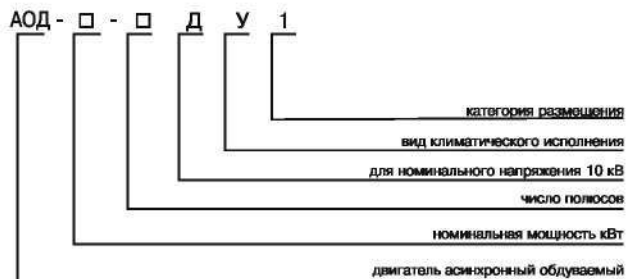 АОД - □ - □ Д У 1
категория размещения
вид климатического исполнения
для номинального напряжения 10 кВ
число полюсов
номинальная мощность кВт
двигатель асинхронный обдуваемый